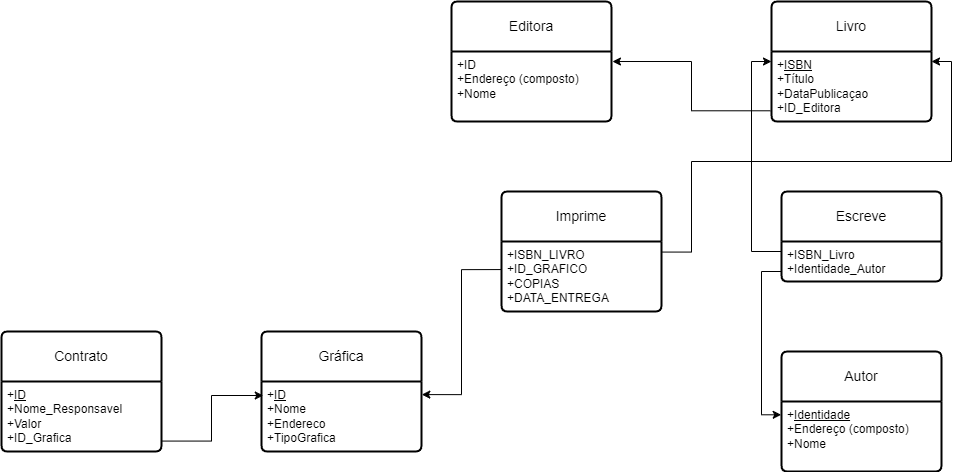 Editora
+ID
+Endereço (composto)
+Nome
Livro
+ISBN
+Título
+DataPublicaçao
+ID_Editora
Imprime
+ISBN_LIVRO
+ID_GRAFICO
+COPIAS
+DATA_ENTREGA
Escreve
+ISBN_Livro
+Identidade_Autor
Contrato
+ID
+Nome_Responsavel
+Valor
+ID_Grafica
Gráfica
+ID
+Nome
+Endereco
+TipoGrafica
Autor
+Identidade
+Endereço (composto)
+Nome